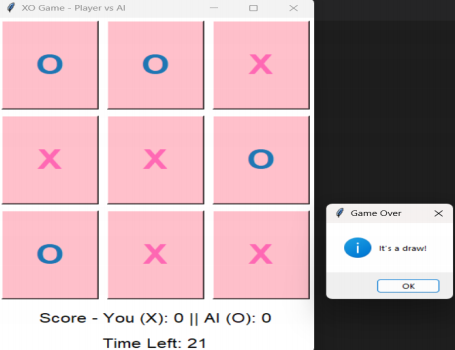 XO Game - Player vs AI
O O X
X X O
O X X
Score - You (X): 0 || AI (O): 0
Time Left: 21
Game Over
It's a draw!
OK